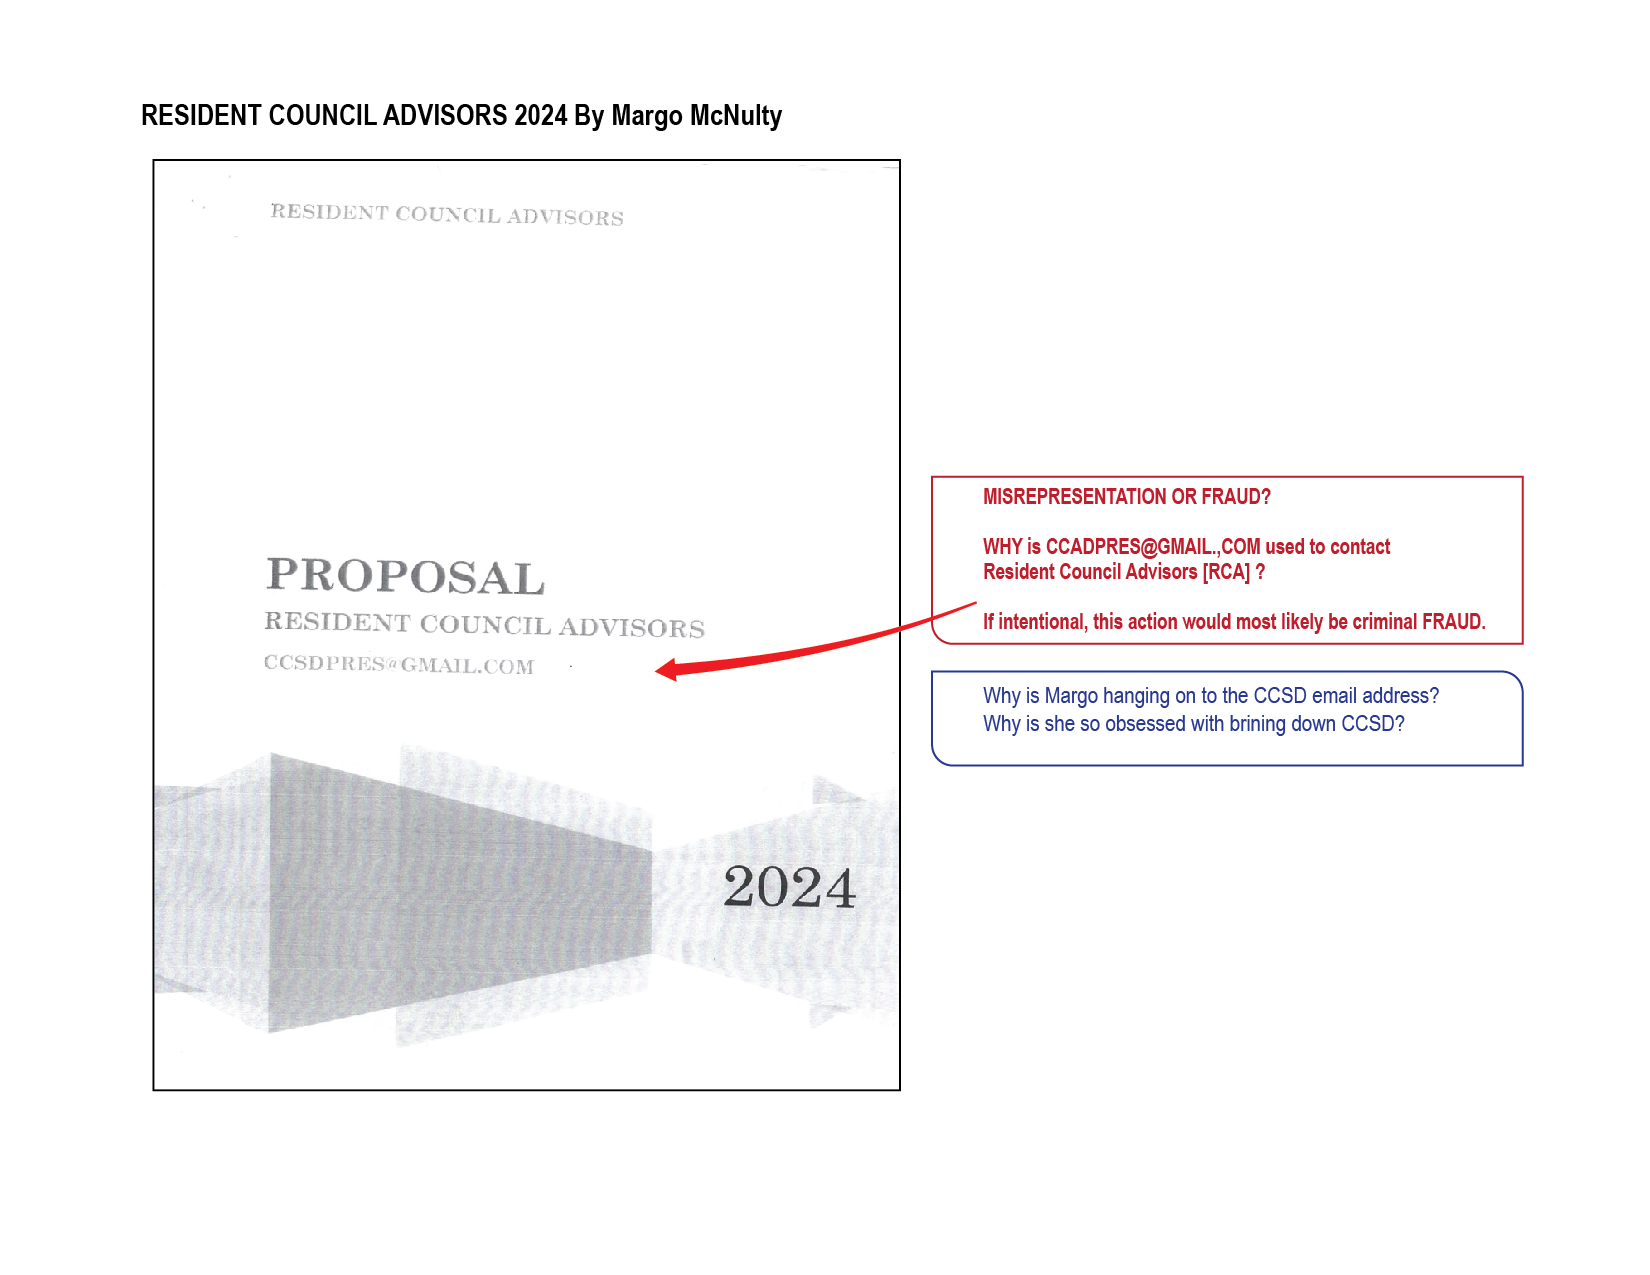 RESIDENT COUNCIL ADVISORS 2024 By Margo McNulty
RESIDENT COUNCIL ADVISORS
PROPOSAL
RESIDENT COUNCIL ADVISORS
CCSDPRES@GMAIL.COM
2024
MISREPRESENTATION OR FRAUD?
WHY is CCADPRES@GMAIL.,COM used to contact
Resident Council Advisors [RCA] ?
If intentional, this action would most likely be criminal FRAUD.
Why is Margo hanging on to the CCSD email address?
Why is she so obsessed with brining down CCSD?